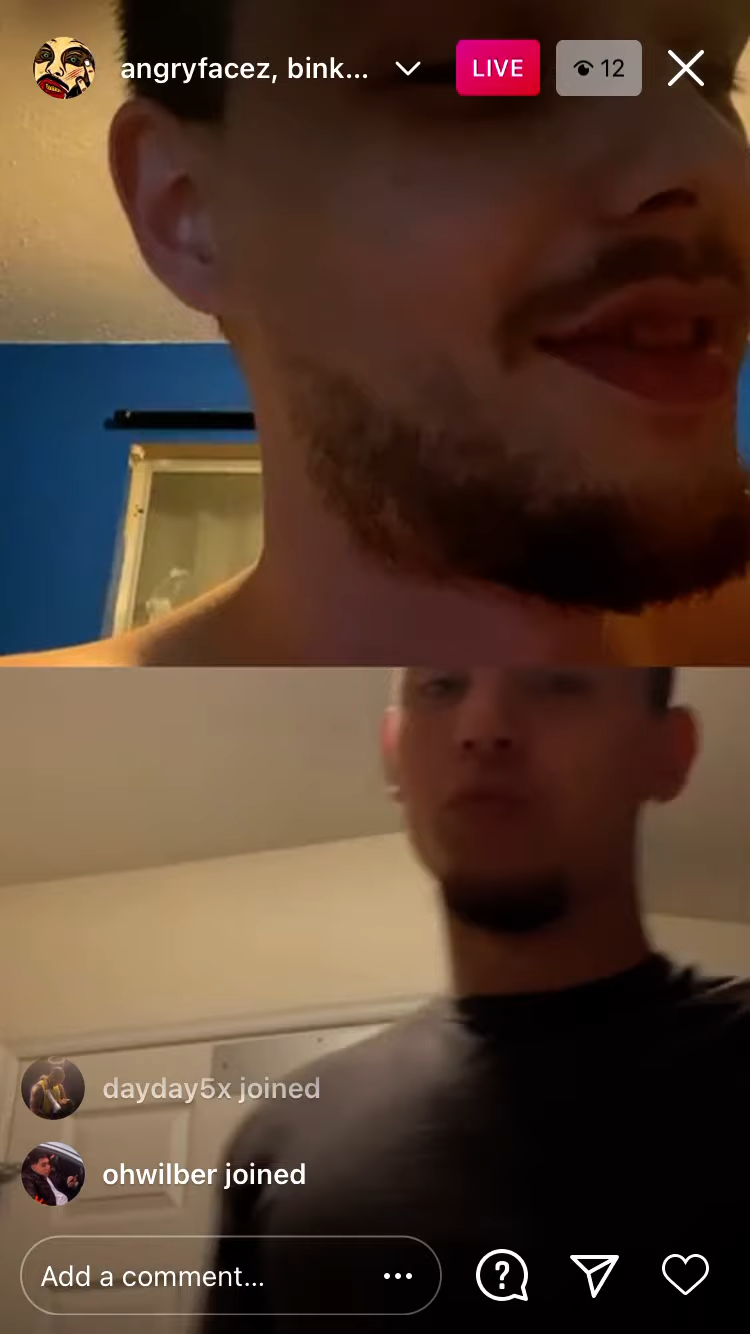 angryfacez, bink...
LIVE
12
dayday5x joined
ohwilber joined
Add a comment...